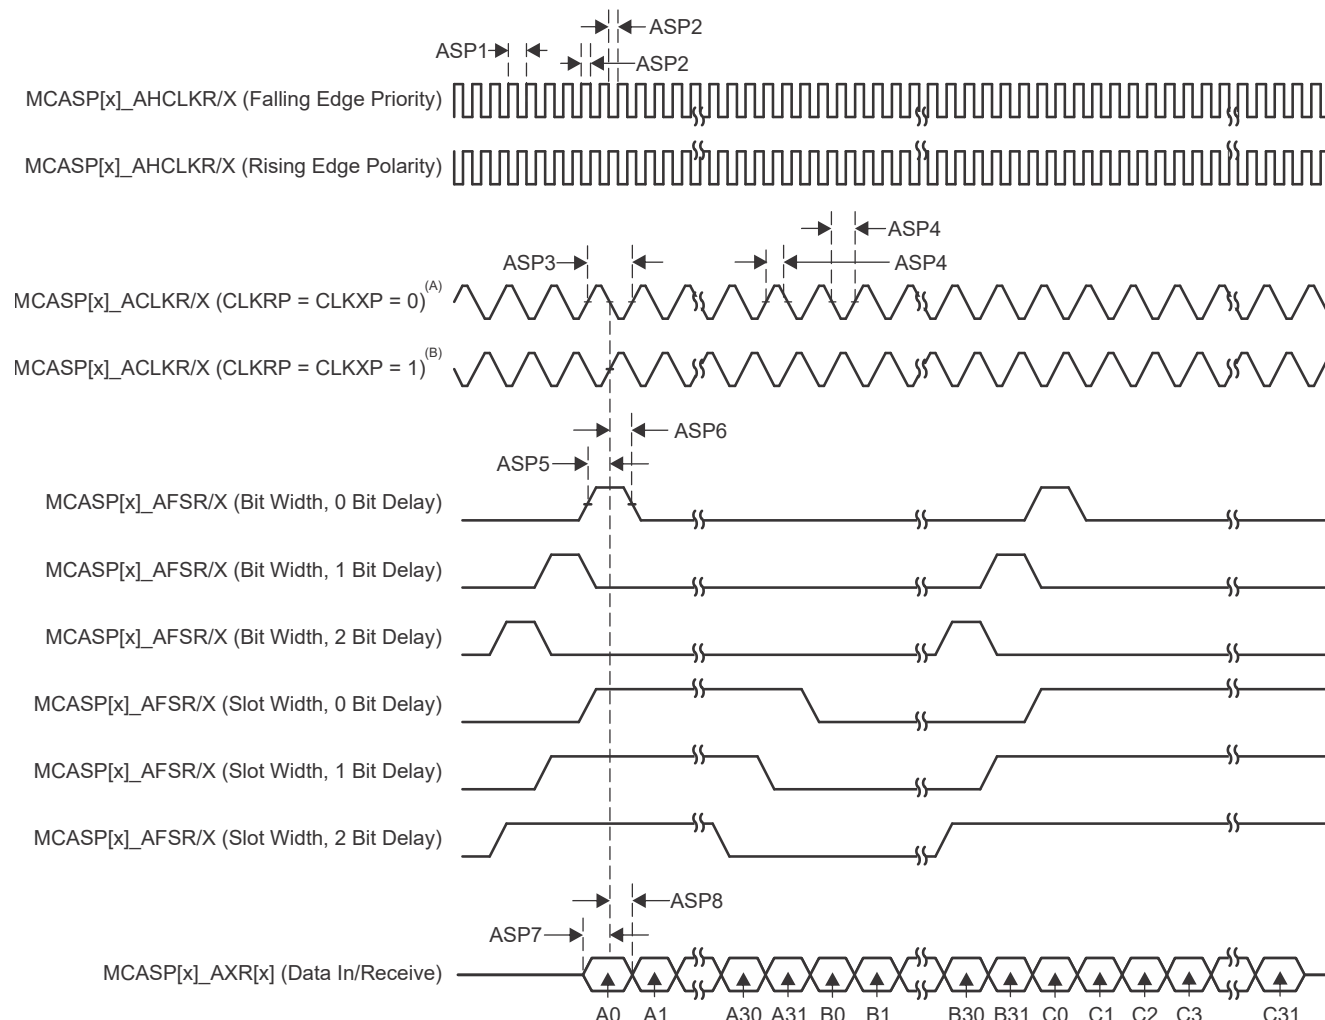 ASP2
ASP1
ASP2
MCASP[x]_AHCLKR/X (Falling Edge Priority)
MCASP[x]_AHCLKR/X (Rising Edge Polarity)
ASP4
ASP3
ASP4
MCASP[x]_ACLKR/X (CLKRP = CLKXP = 0)(A)
MCASP[x]_ACLKR/X (CLKRP = CLKXP = 1)(B)
ASP6
ASP5
MCASP[x]_AFSR/X (Bit Width, 0 Bit Delay)
MCASP[x]_AFSR/X (Bit Width, 1 Bit Delay)
MCASP[x]_AFSR/X (Bit Width, 2 Bit Delay)
MCASP[x]_AFSR/X (Slot Width, 0 Bit Delay)
MCASP[x]_AFSR/X (Slot Width, 1 Bit Delay)
MCASP[x]_AFSR/X (Slot Width, 2 Bit Delay)
ASP8
ASP7
MCASP[x]_AXR[x] (Data In/Receive)
A0 A1 A30 A31 B0 B1 B30 B31 C0 C1 C2 C3 C31